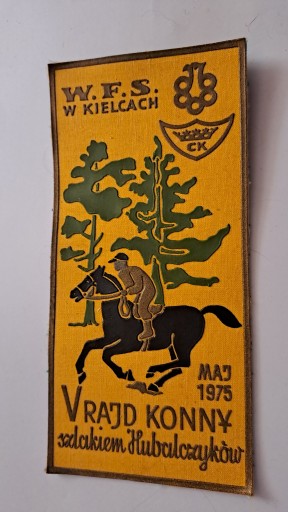 W.F.S.
W KIELCACH
CK
MAJ
1975
V RAJD KONNY
szlakiem Hubalczyków